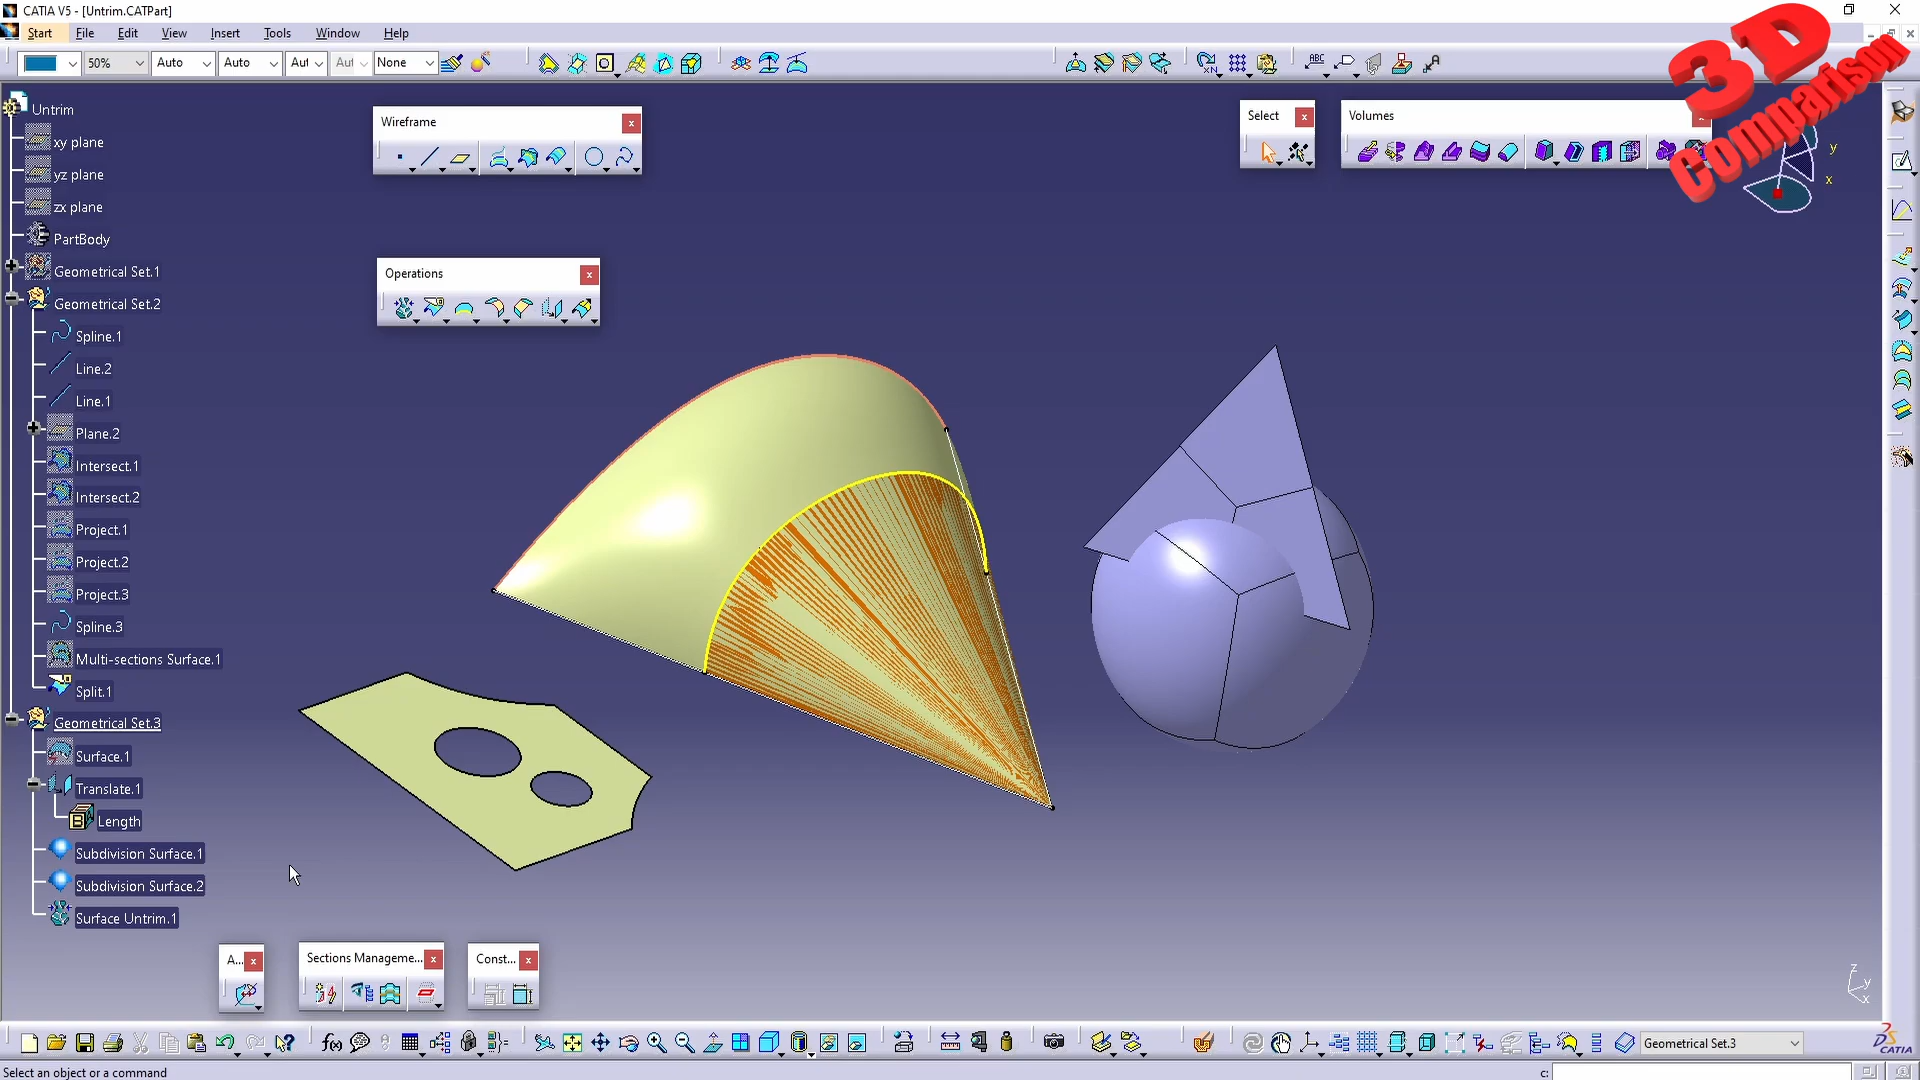 CATIA V5 - [Untrim.CATPart]
Start File Edit View Insert Tools Window Help
50% Auto Auto Aut Aut None
3D
Comparison
Wireframe
Select
Volumes
Operations
Untrim
xy plane
yz plane
zx plane
PartBody
Geometrical Set.1
Geometrical Set.2
Spline.1
Line.2
Line.1
Plane.2
Intersect.1
Intersect.2
Project.1
Project.2
Project.3
Spline.3
Multi-sections Surface.1
Split.1
Geometrical Set.3
Surface.1
Translate.1
Length
Subdivision Surface.1
Subdivision Surface.2
Surface Untrim.1
y
x
A...
Sections Manageme...
Const...
z
y
x
f(x)
Geometrical Set.3
CATIA
Select an object or a command
c: